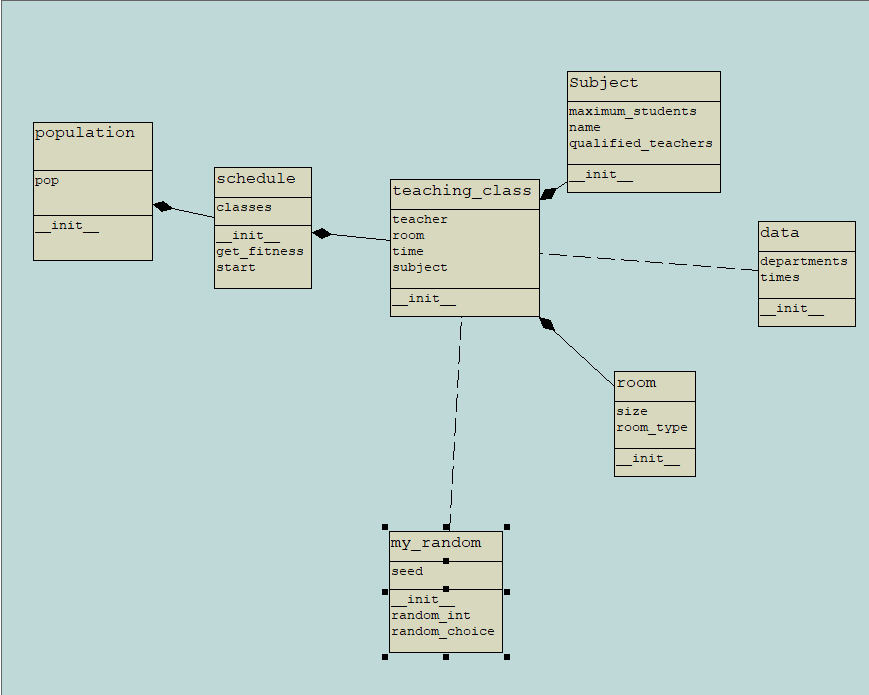 population
pop
__init__
schedule
classes
__init__
get_fitness
start
teaching_class
teacher
room
time
subject
__init__
Subject
maximum_students
name
qualified_teachers
__init__
data
departments
times
__init__
room
size
room_type
__init__
my_random
seed
__init__
random_int
random_choice